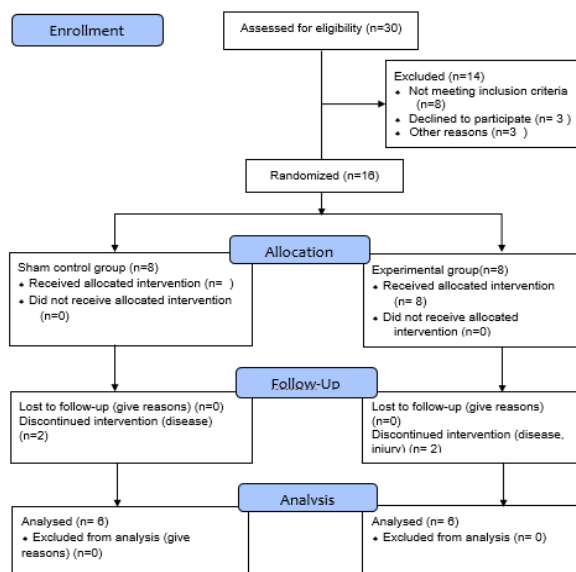 Enrollment
Assessed for eligibility (n=30)
Excluded (n=14)
• Not meeting inclusion criteria
(n=8)
• Declined to participate (n= 3 )
• Other reasons (n=3 )
Randomized (n=16)
Allocation
Sham control group (n=8)
• Received allocated intervention (n= )
• Did not receive allocated intervention
(n=0)
Experimental group(n=8)
• Received allocated intervention
(n= 8)
• Did not receive allocated
intervention (n=0)
Follow-Up
Lost to follow-up (give reasons) (n=0)
Discontinued intervention (disease)
(n=2)
Lost to follow-up (give reasons)
(n=0)
Discontinued intervention (disease,
injury) (n= 2)
Analysis
Analysed (n= 6)
• Excluded from analysis (give
reasons) (n=0)
Analysed (n= 6)
• Excluded from analysis (n= 0)